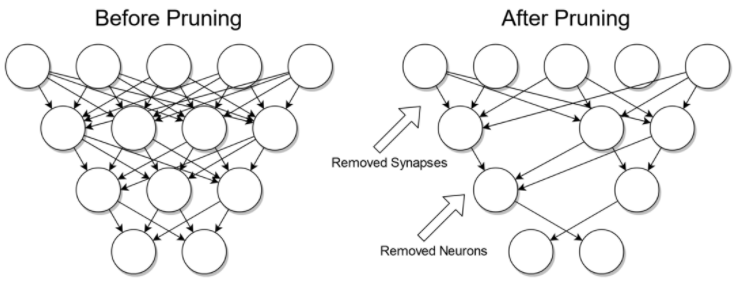 Before Pruning
After Pruning
Removed Synapses
Removed Neurons